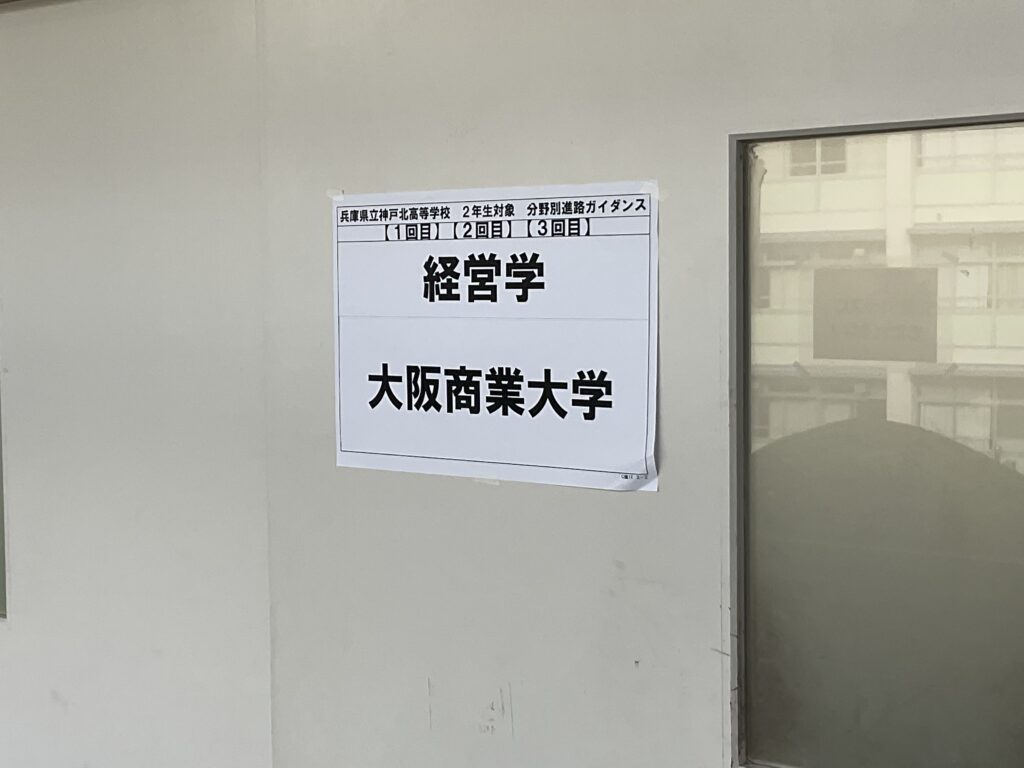 兵庫県立神戸北高等学校　2年生対象　分野別進路ガイダンス
【1回目】【2回目】【3回目】
経営学
大阪商業大学